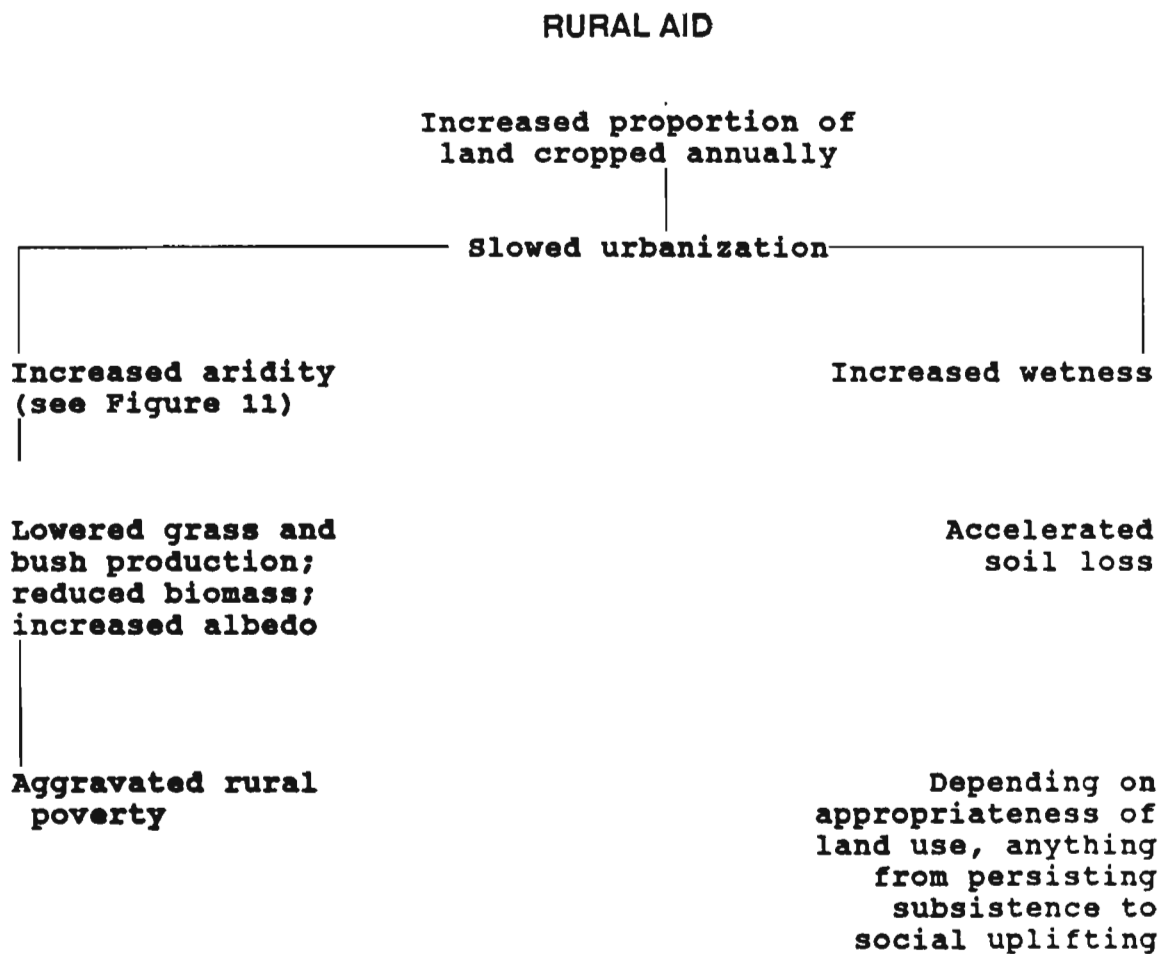 RURAL AID
Increased proportion of
land cropped annually
Slowed urbanization
Increased aridity
(see Figure 11)
Increased wetness
Lowered grass and
bush production;
reduced biomass;
increased albedo
Accelerated
soil loss
Aggravated rural
poverty
Depending on
appropriateness of
land use, anything
from persisting
subsistence to
social uplifting